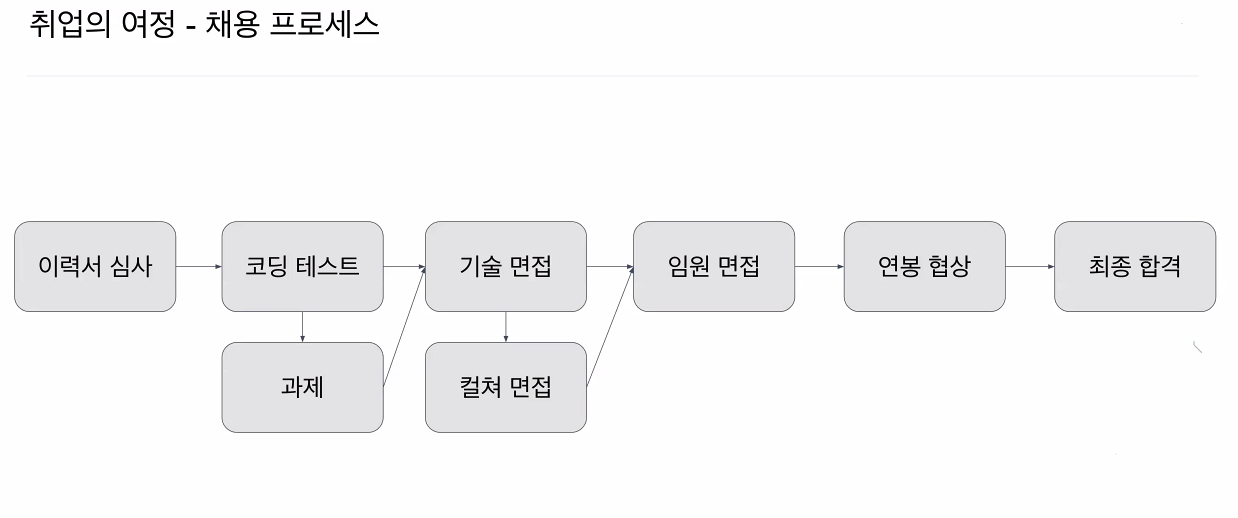 취업의 여정 - 채용 프로세스
이력서 심사
코딩 테스트
기술 면접
임원 면접
연봉 협상
최종 합격
과제
컬쳐 면접